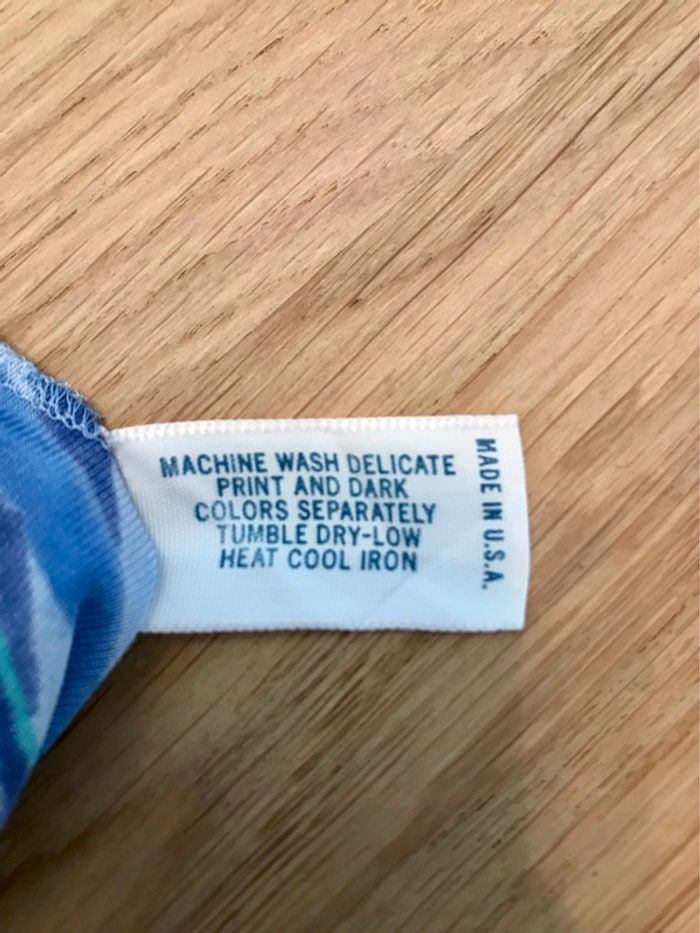 MACHINE WASH DELICATE
PRINT AND DARK
COLORS SEPARATELY
TUMBLE DRY-LOW
HEAT COOL IRON
MADE IN U.S.A.